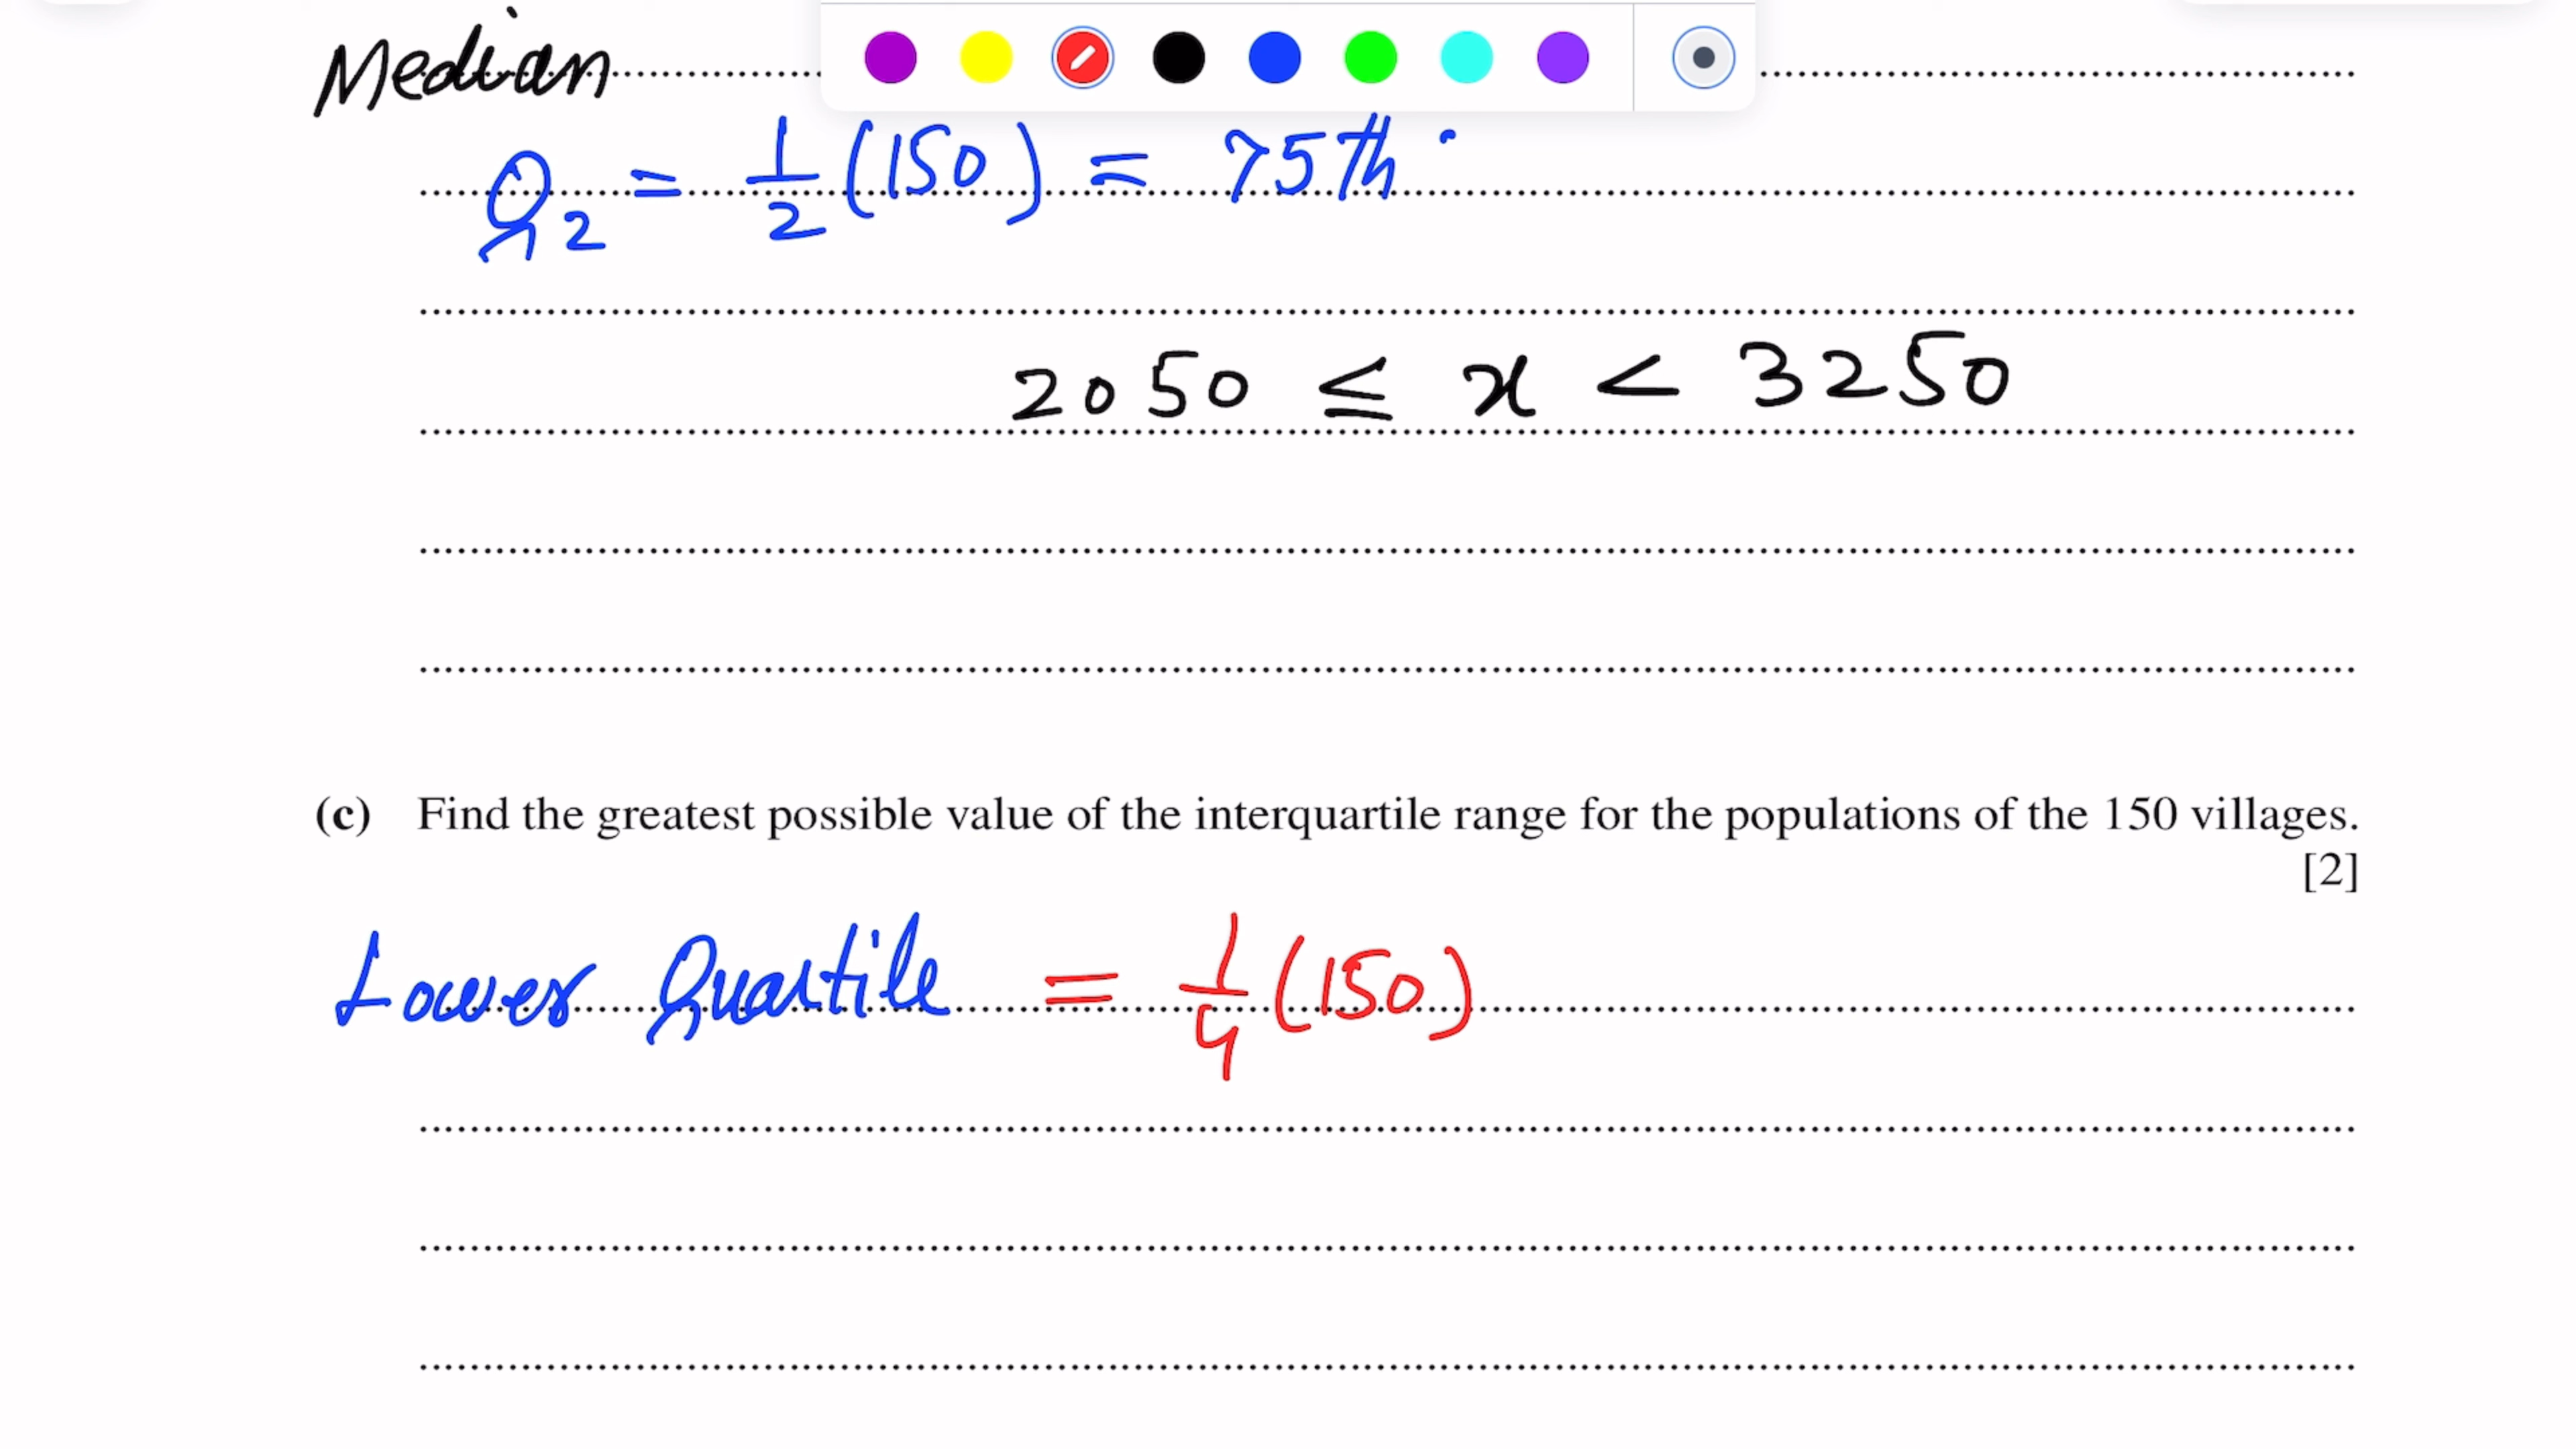 Median
Q2 = 1/2 (150) = 75th.
2050 ≤ x < 3250
(c) Find the greatest possible value of the interquartile range for the populations of the 150 villages.
[2]
Lower Quartile = 1/4 (150)